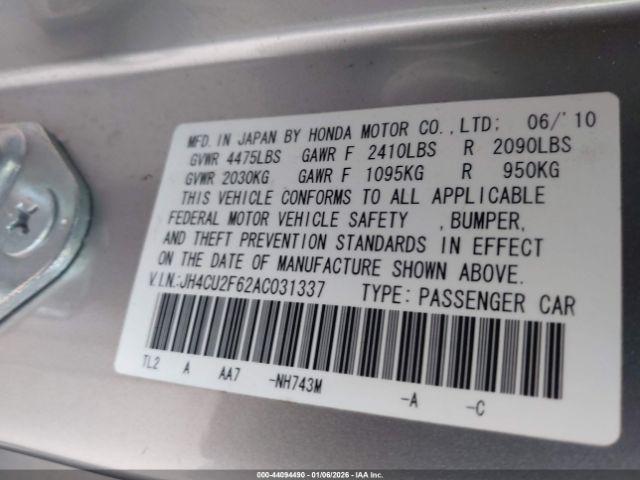 MFD. IN JAPAN BY HONDA MOTOR CO.,LTD; 06/'10
GVWR 4475LBS GAWR F 2410LBS R 2090LBS
GVWR 2030KG GAWR F 1095KG R 950KG
THIS VEHICLE CONFORMS TO ALL APPLICABLE
FEDERAL MOTOR VEHICLE SAFETY ,BUMPER,
AND THEFT PREVENTION STANDARDS IN EFFECT
ON THE DATE OF MANUFACTURE SHOWN ABOVE.
V.I.N.:JH4CU2F62AC031337 TYPE: PASSENGER CAR
TL2 A AA7 -NH743M -A -C
000-44094490 - 01/06/2026 - IAA Inc.